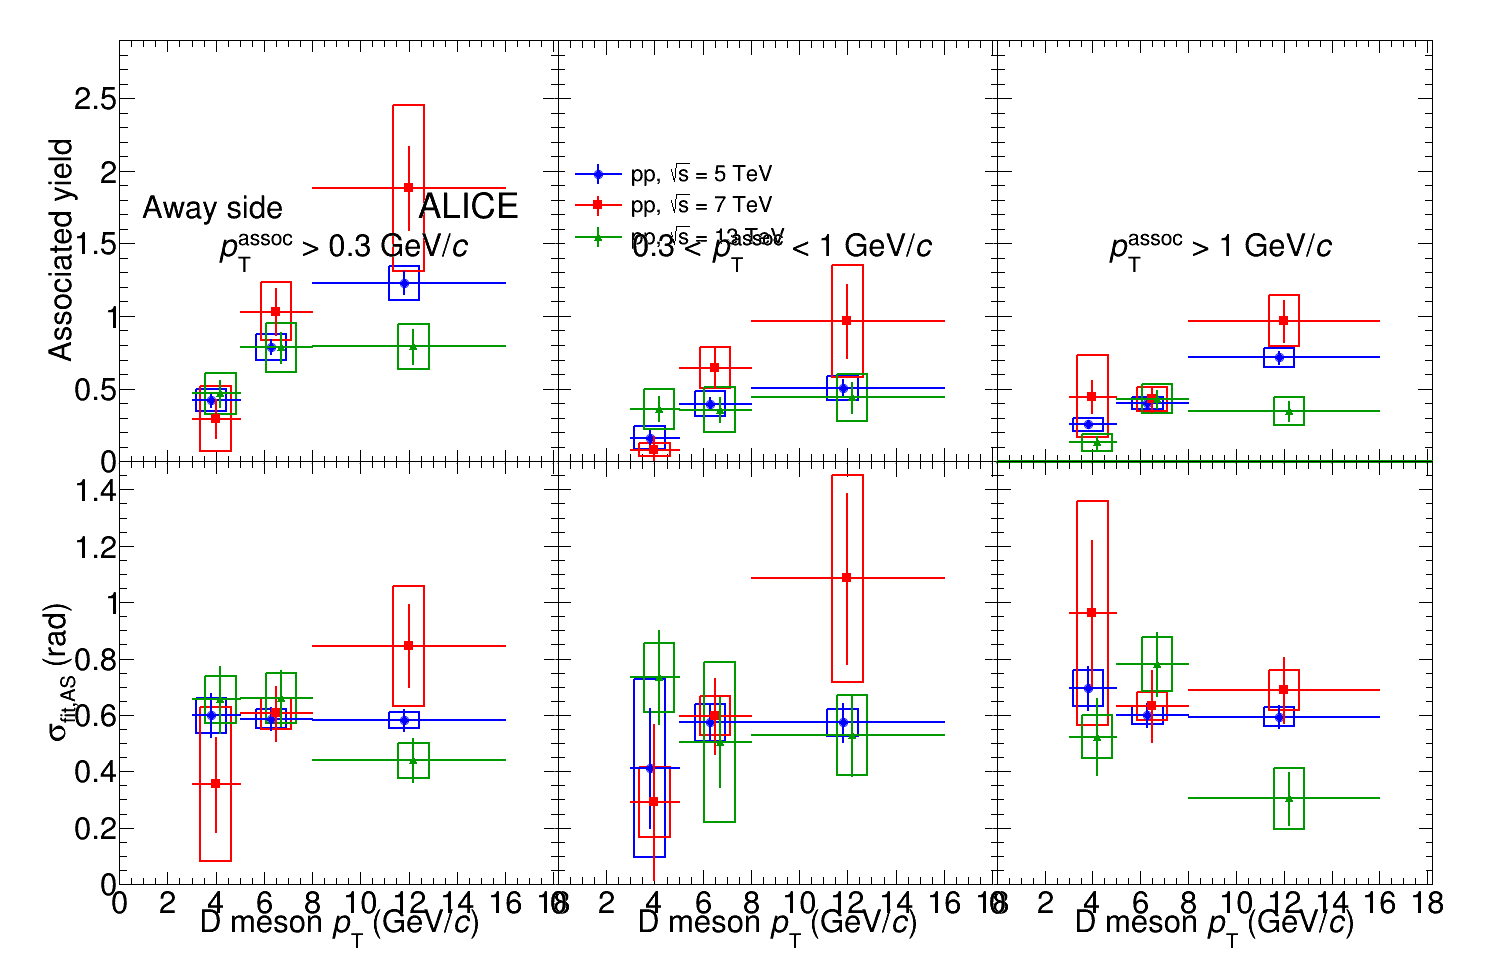 Associated yield
2.5
2
1.5
1
0.5
0
Away side
ALICE
p_T^assoc > 0.3 GeV/c
pp, √s = 5 TeV
pp, √s = 7 TeV
pp, √s = 13 TeV
0.3 < p_T^assoc < 1 GeV/c
p_T^assoc > 1 GeV/c
σ_fit,AS (rad)
1.4
1.2
1
0.8
0.6
0.4
0.2
0
0 2 4 6 8 10 12 14 16 18
0 2 4 6 8 10 12 14 16 18
0 2 4 6 8 10 12 14 16 18
D meson p_T (GeV/c)
D meson p_T (GeV/c)
D meson p_T (GeV/c)